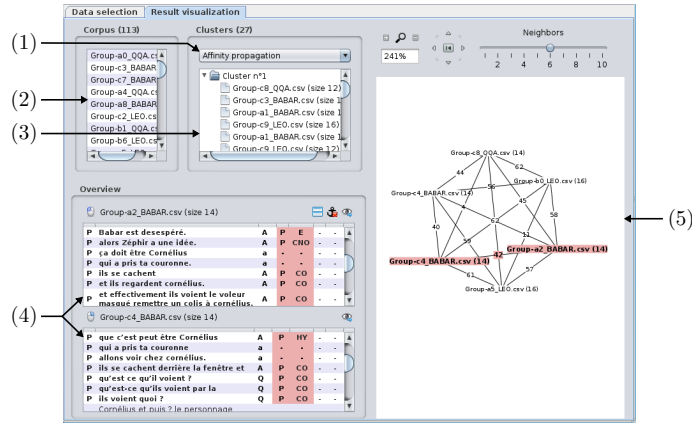 Data selection
Result visualization
Corpus (113)
Clusters (27)
(1)
(2)
(3)
(4)
(5)
Affinity propagation
Group-a0_QQA.cs
Group-c3_BABAR
Group-c7_BABAR
Group-a4_QQA.cs
Group-a8_BABAR
Group-c2_LEO.cs
Group-b1_QQA.cs
Group-b6_LEO.cs
Cluster n°1
Group-c8_QQA.csv (size 12)
Group-c3_BABAR.csv (size 1
Group-a1_BABAR.csv (size 1
Group-c9_LEO.csv (size 16)
Group-a1_BABAR.csv (size 1
Group-c9_LEO.csv (size 12)
241%
Neighbors
2 4 6 8 10
Overview
Group-a2_BABAR.csv (size 14)
P Babar est desespéré. A P E - -
P alors Zéphir a une idée. A P CNO - -
P ça doit être Cornélius a - - - -
P qui a pris ta couronne. a - - - -
P ils se cachent A P CO - -
P et ils regardent cornélius. A P CO - -
P et effectivement ils voient le voleur A P CO - -
masqué remettre un colis à cornélius.
Group-c4_BABAR.csv (size 14)
P que c'est peut être Cornélius A P HY - -
P qui a pris ta couronne a - - - -
P allons voir chez cornélius. a - - - -
P ils se cachent derrière la fenêtre et A P CO - -
P qu'est ce qu'il voient ? Q P CO - -
P qu'est-ce qu'ils voient par la Q P CO - -
P ils voient quoi ? Q P CO - -
Cornélius et puis ? le personnage
Group-c8_QQA.csv (14)
62
44
Group-b0_LEO.csv (16)
56
Group-c4_BABAR.csv (14)
45
4
58
40
62
11
59
Group-a2_BABAR.csv (14)
42
Group-c4_BABAR.csv (14)
57
61
Group-a5_LEO.csv (16)